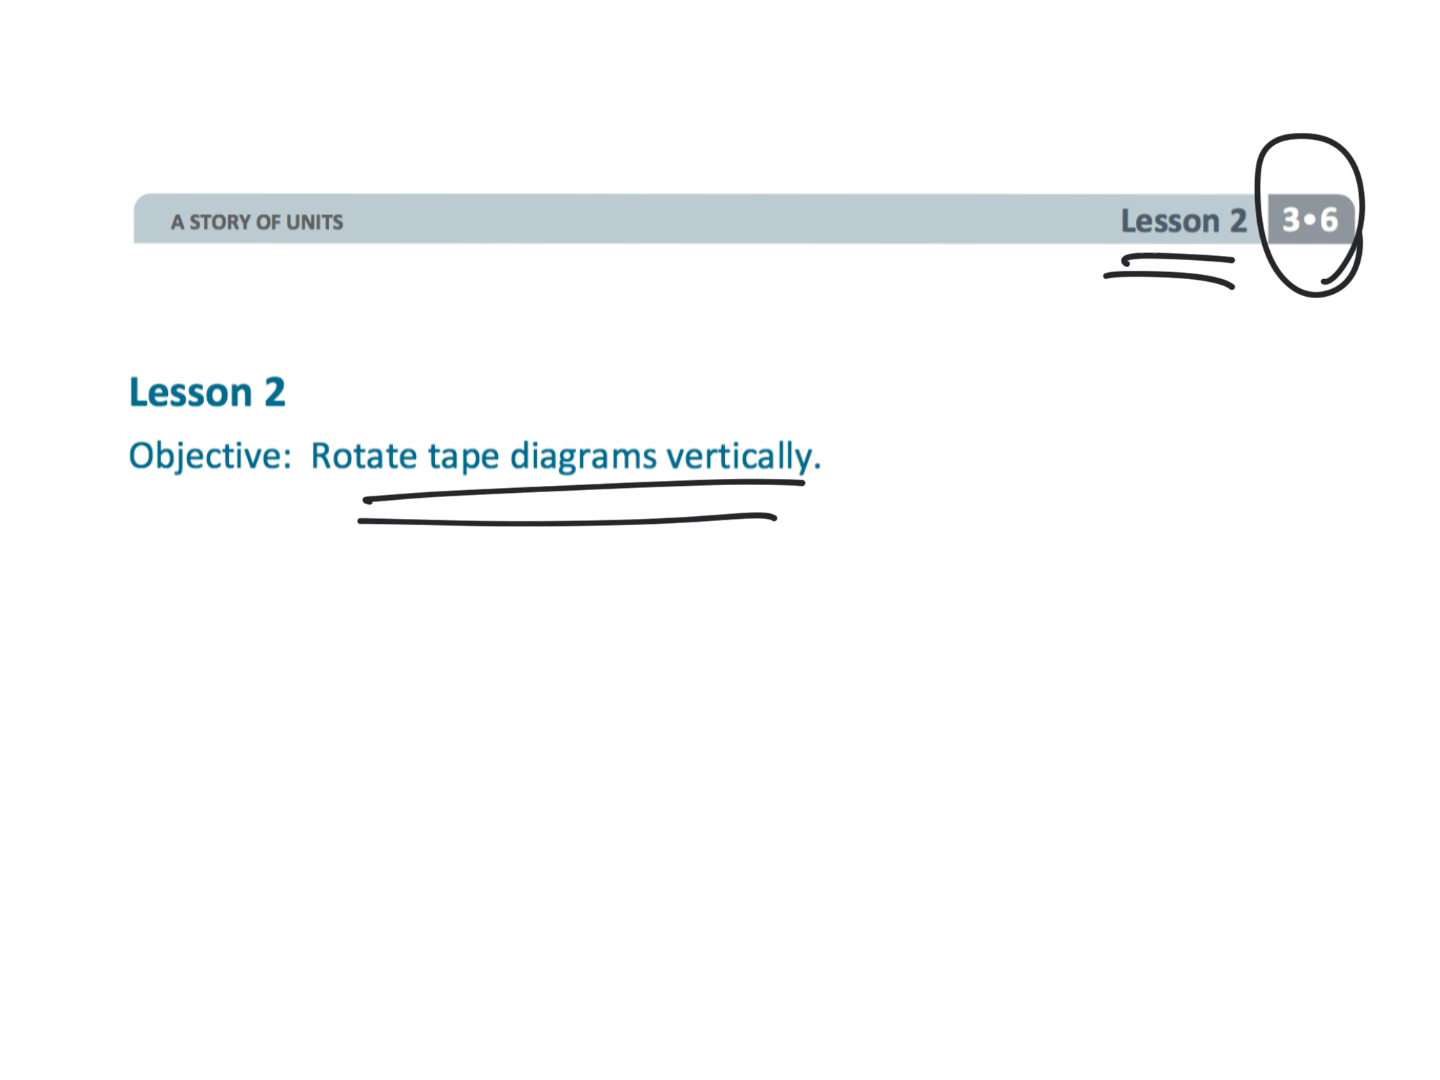 A STORY OF UNITS Lesson 2 3•6
Lesson 2
Objective: Rotate tape diagrams vertically.